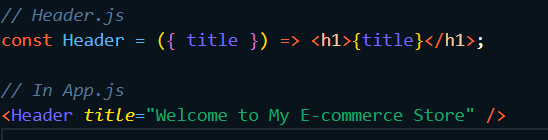 // Header.js
const Header = ({ title }) => <h1>{title}</h1>;
// In App.js
<Header title="Welcome to My E-commerce Store" />